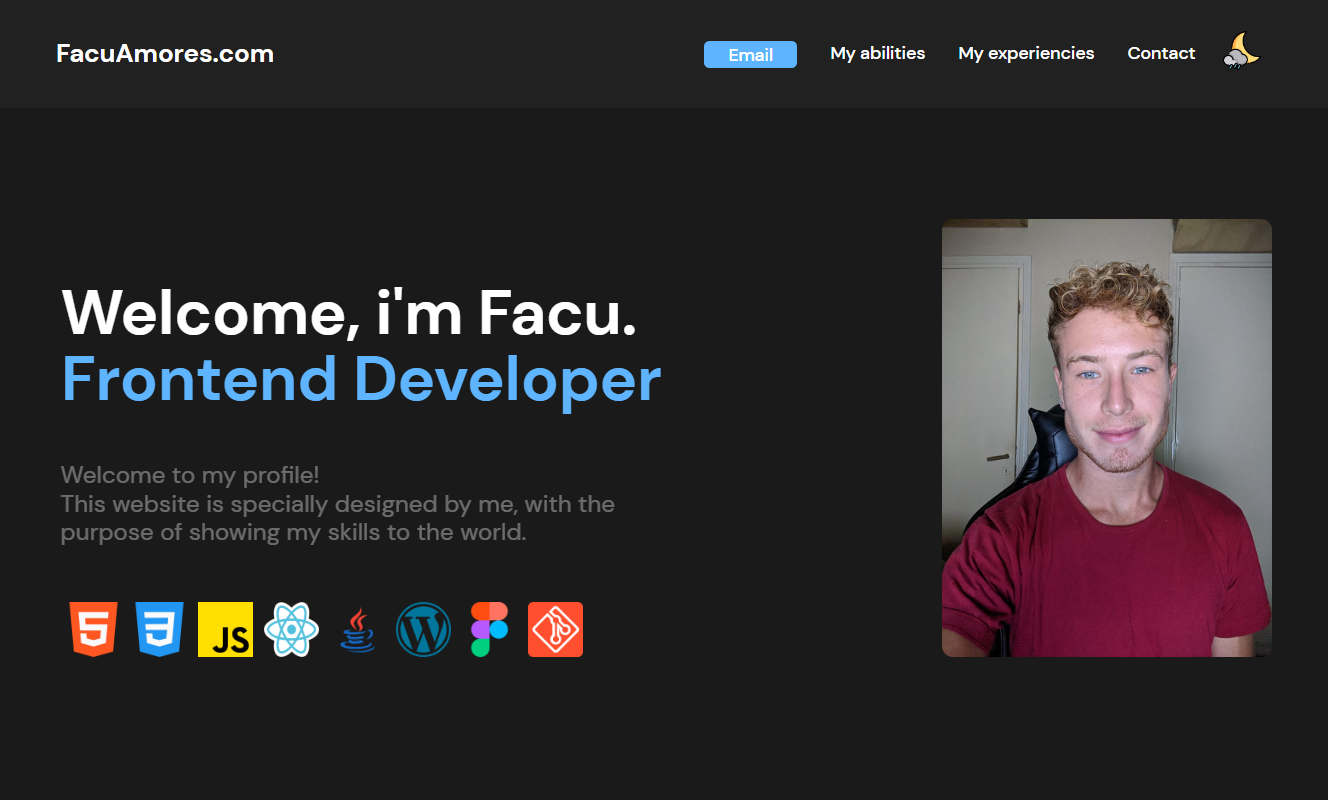 FacuAmores.com
Email
My abilities
My experiencies
Contact
Welcome, i'm Facu.
Frontend Developer
Welcome to my profile!
This website is specially designed by me, with the
purpose of showing my skills to the world.
5
3
JS
W